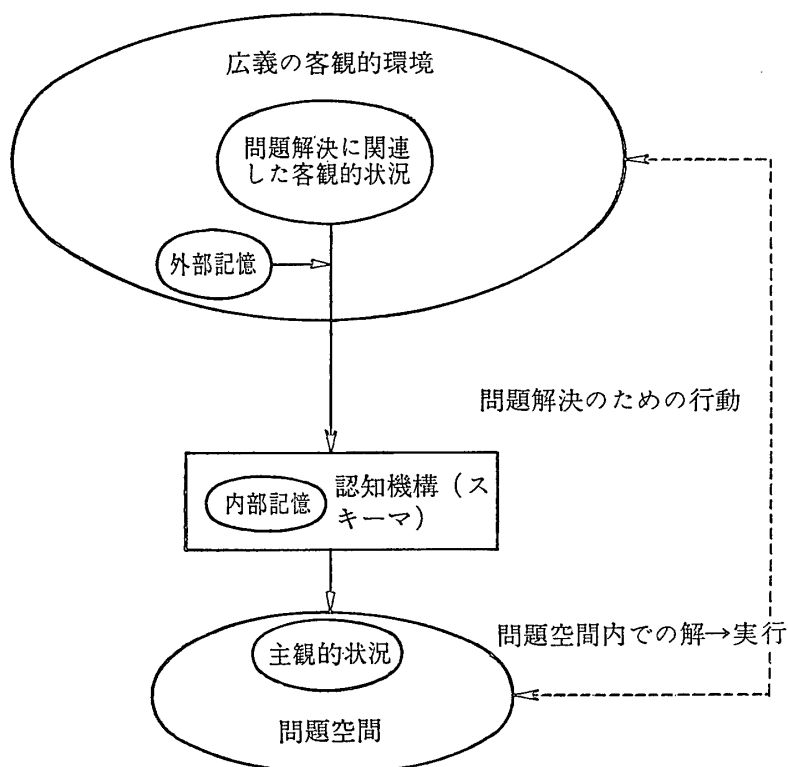 広義の客観的環境
問題解決に関連
した客観的状況
外部記憶
問題解決のための行動
内部記憶
認知機構（ス
キーマ）
問題空間内での解→実行
主観的状況
問題空間